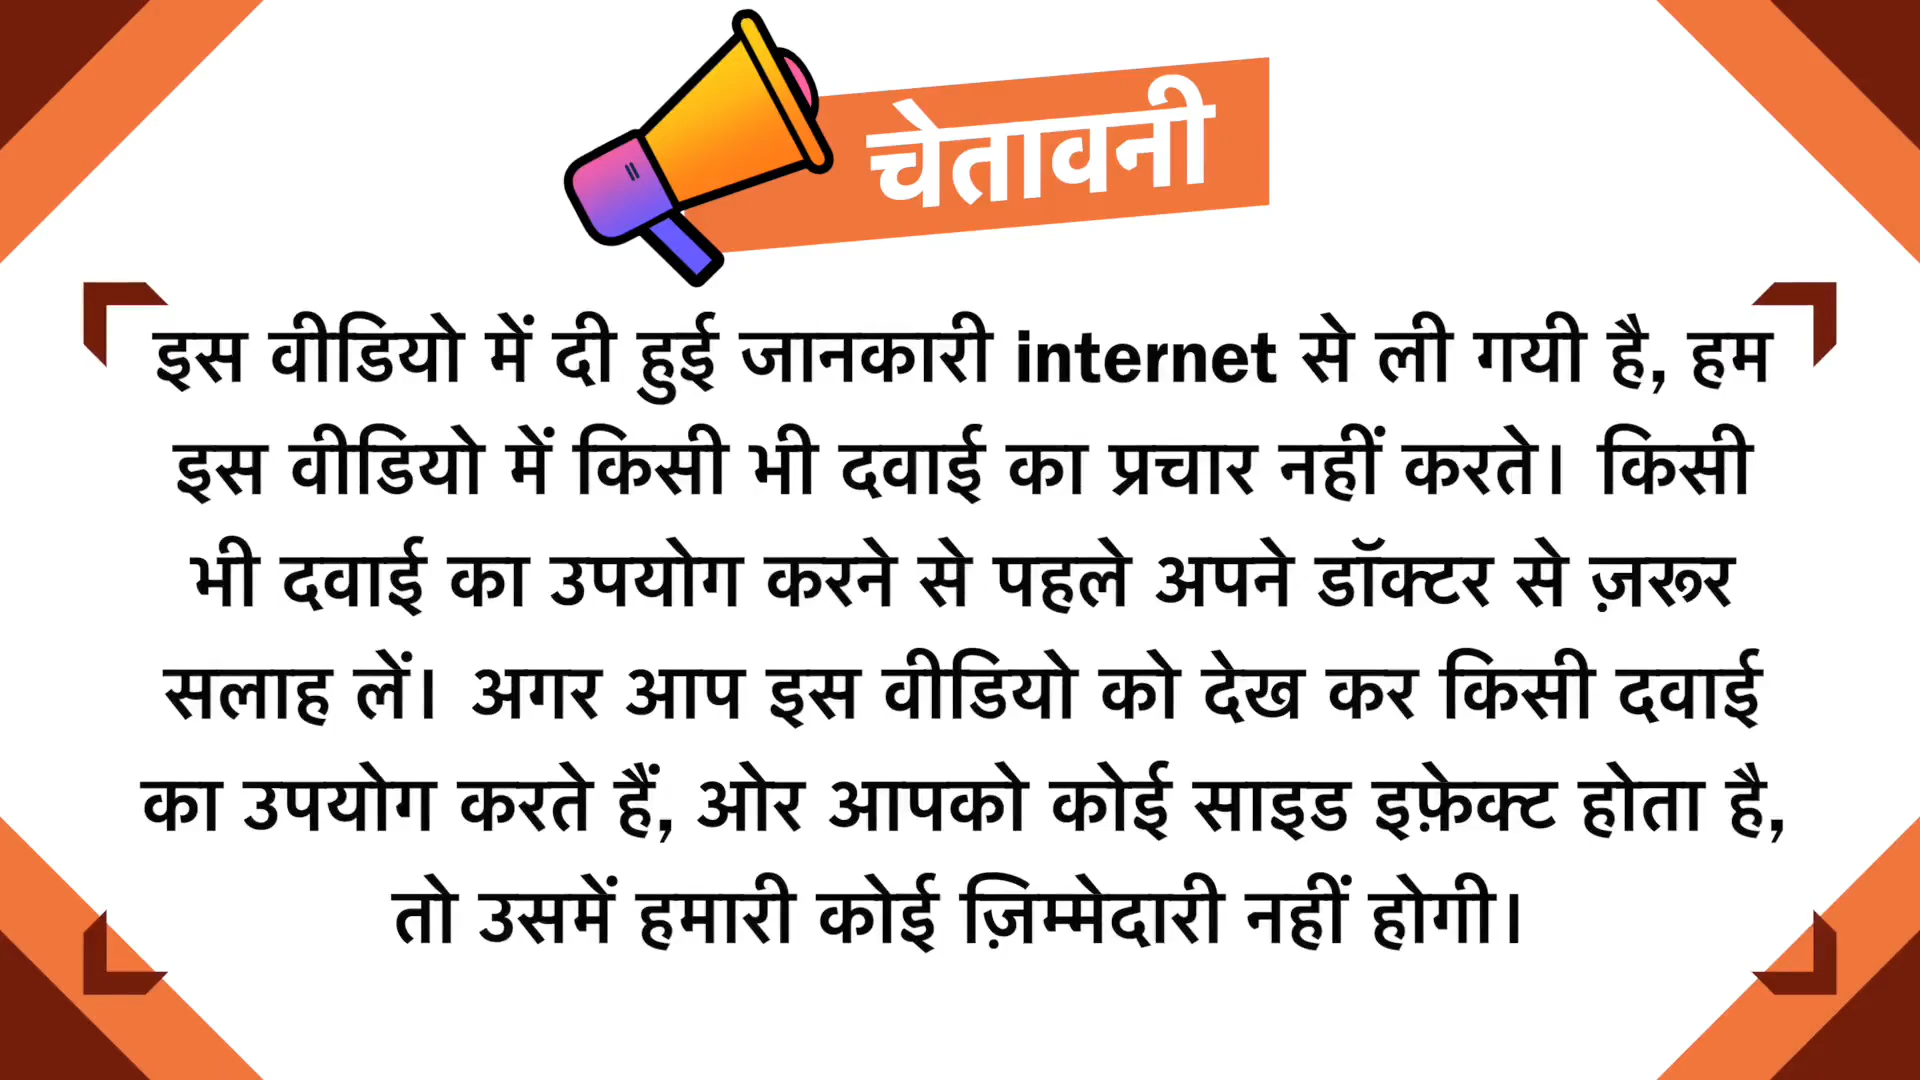 चेतावनी
इस वीडियो में दी हुई जानकारी internet से ली गयी है, हम
इस वीडियो में किसी भी दवाई का प्रचार नहीं करते। किसी
भी दवाई का उपयोग करने से पहले अपने डॉक्टर से ज़रूर
सलाह लें। अगर आप इस वीडियो को देख कर किसी दवाई
का उपयोग करते हैं, ओर आपको कोई साइड इफ़ेक्ट होता है,
तो उसमें हमारी कोई ज़िम्मेदारी नहीं होगी।